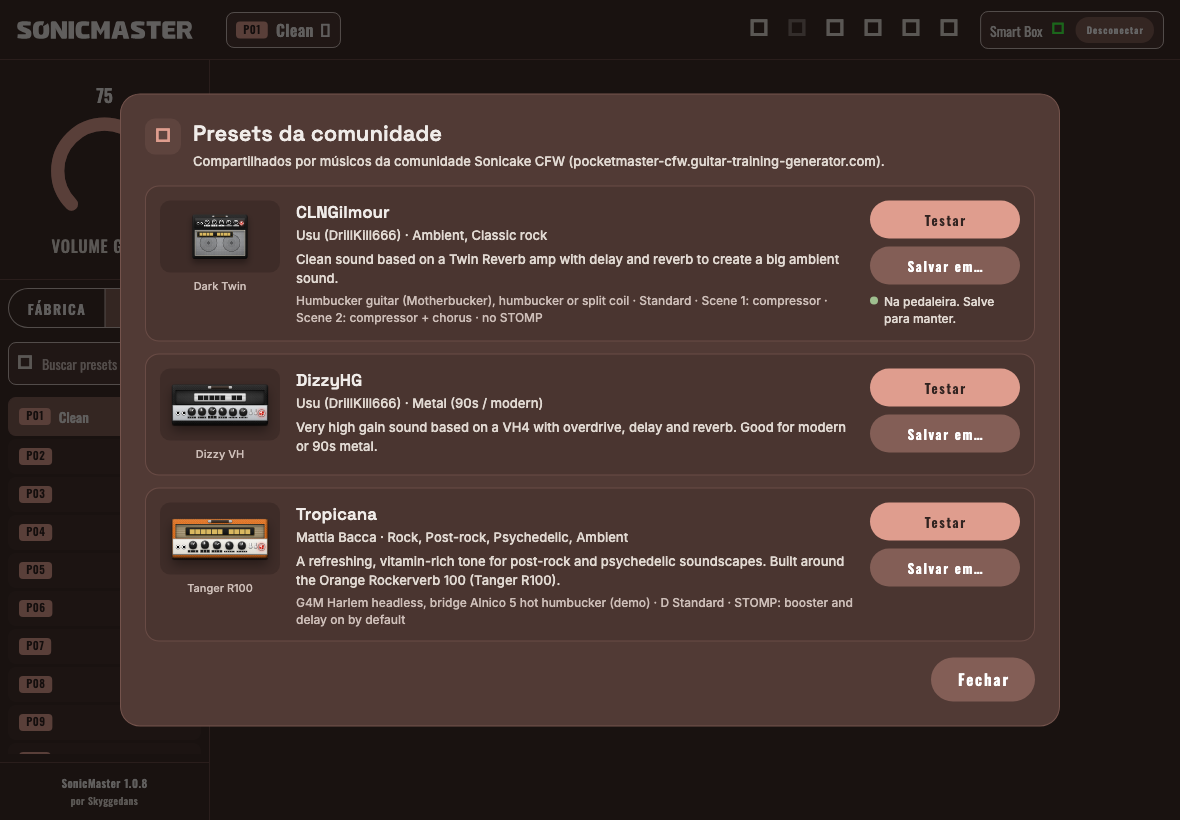 SONICMASTER
P01 Clean
Smart Box
Desconectar
75
VOLUME G
FÁBRICA
Buscar presets
P01 Clean
P02
P03
P04
P05
P06
P07
P08
P09
SonicMaster 1.0.8
por Skyggedans
Presets da comunidade
Compartilhados por músicos da comunidade Sonicake CFW (pocketmaster-cfw.guitar-training-generator.com).
Dark Twin
CLNGilmour
Usu (DrillKill666) · Ambient, Classic rock
Clean sound based on a Twin Reverb amp with delay and reverb to create a big ambient
sound.
Humbucker guitar (Motherbucker), humbucker or split coil · Standard · Scene 1: compressor ·
Scene 2: compressor + chorus · no STOMP
Testar
Salvar em…
Na pedaleira. Salve
para manter.
Dizzy VH
DizzyHG
Usu (DrillKill666) · Metal (90s / modern)
Very high gain sound based on a VH4 with overdrive, delay and reverb. Good for modern
or 90s metal.
Testar
Salvar em…
Tanger R100
Tropicana
Mattia Bacca · Rock, Post-rock, Psychedelic, Ambient
A refreshing, vitamin-rich tone for post-rock and psychedelic soundscapes. Built around
the Orange Rockerverb 100 (Tanger R100).
G4M Harlem headless, bridge Alnico 5 hot humbucker (demo) · D Standard · STOMP: booster and
delay on by default
Testar
Salvar em…
Fechar